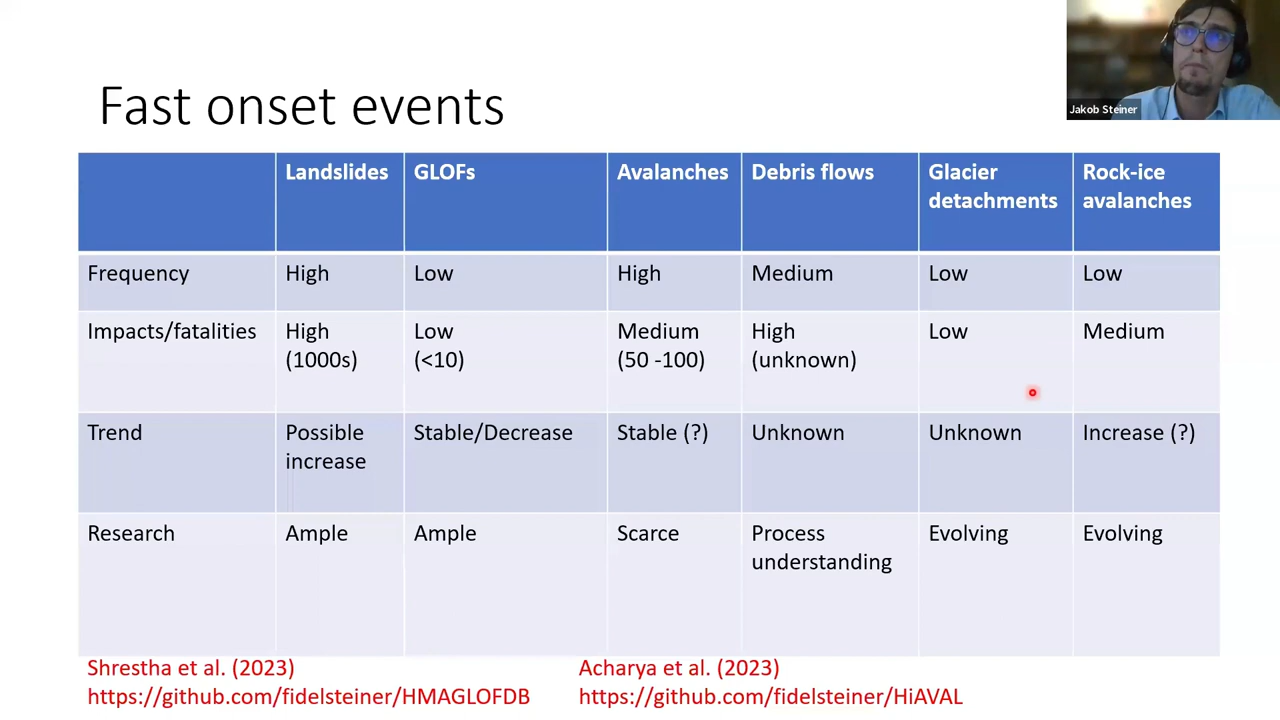 Jakob Steiner
Fast onset events
Landslides GLOFs Avalanches Debris flows Glacier detachments Rock-ice avalanches
Frequency High Low High Medium Low Low
Impacts/fatalities High (1000s) Low (<10) Medium (50 -100) High (unknown) Low Medium
Trend Possible increase Stable/Decrease Stable (?) Unknown Unknown Increase (?)
Research Ample Ample Scarce Process understanding Evolving Evolving
Shrestha et al. (2023)
https://github.com/fidelsteiner/HMAGLOFDB
Acharya et al. (2023)
https://github.com/fidelsteiner/HiAVAL